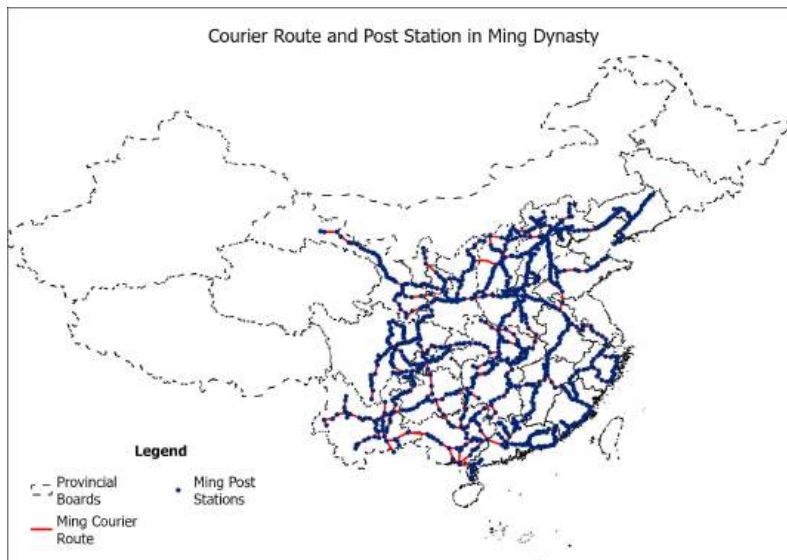 Courier Route and Post Station in Ming Dynasty
Legend
Provincial
Boards
Ming Post
Stations
Ming Courier
Route